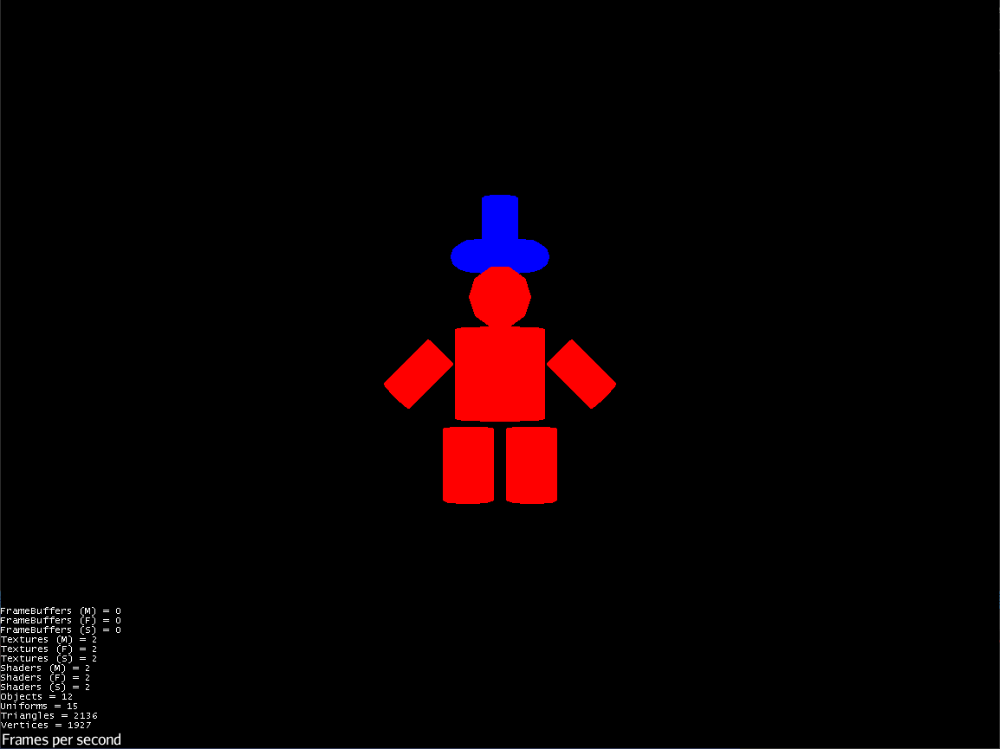 FrameBuffers (M) = 0
FrameBuffers (F) = 0
FrameBuffers (S) = 0
Textures (M) = 2
Textures (F) = 2
Textures (S) = 2
Shaders (M) = 2
Shaders (F) = 2
Shaders (S) = 2
Objects = 12
Uniforms = 15
Triangles = 2136
Vertices = 1927
Frames per second